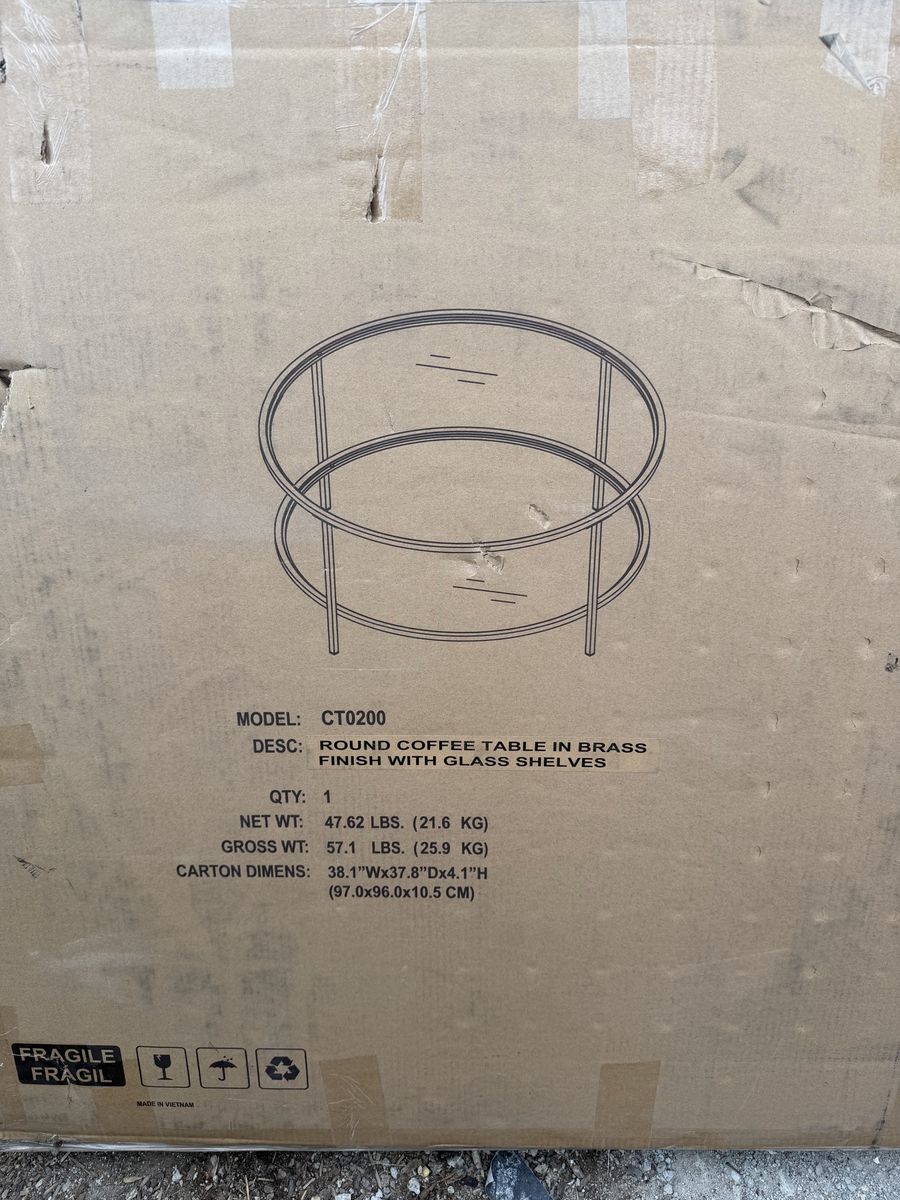 MODEL: CT0200
DESC: ROUND COFFEE TABLE IN BRASS
FINISH WITH GLASS SHELVES
QTY: 1
NET WT: 47.62 LBS. (21.6 KG)
GROSS WT: 57.1 LBS. (25.9 KG)
CARTON DIMENS: 38.1”Wx37.8”Dx4.1”H
(97.0x96.0x10.5 CM)
FRAGILE
FRÁGIL
MADE IN VIETNAM